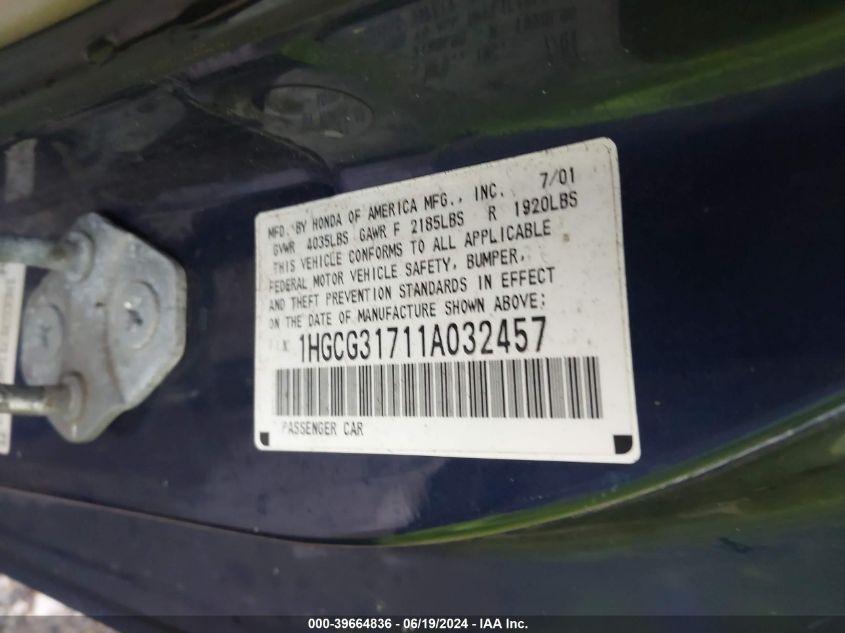 MFD. BY HONDA OF AMERICA MFG., INC. 7/01
GVWR 4035LBS GAWR F 2185LBS R 1920LBS
THIS VEHICLE CONFORMS TO ALL APPLICABLE
FEDERAL MOTOR VEHICLE SAFETY, BUMPER,
AND THEFT PREVENTION STANDARDS IN EFFECT
ON THE DATE OF MANUFACTURE SHOWN ABOVE:
1HGCG31711A032457
PASSENGER CAR
000-39664836 - 06/19/2024 - IAA Inc.